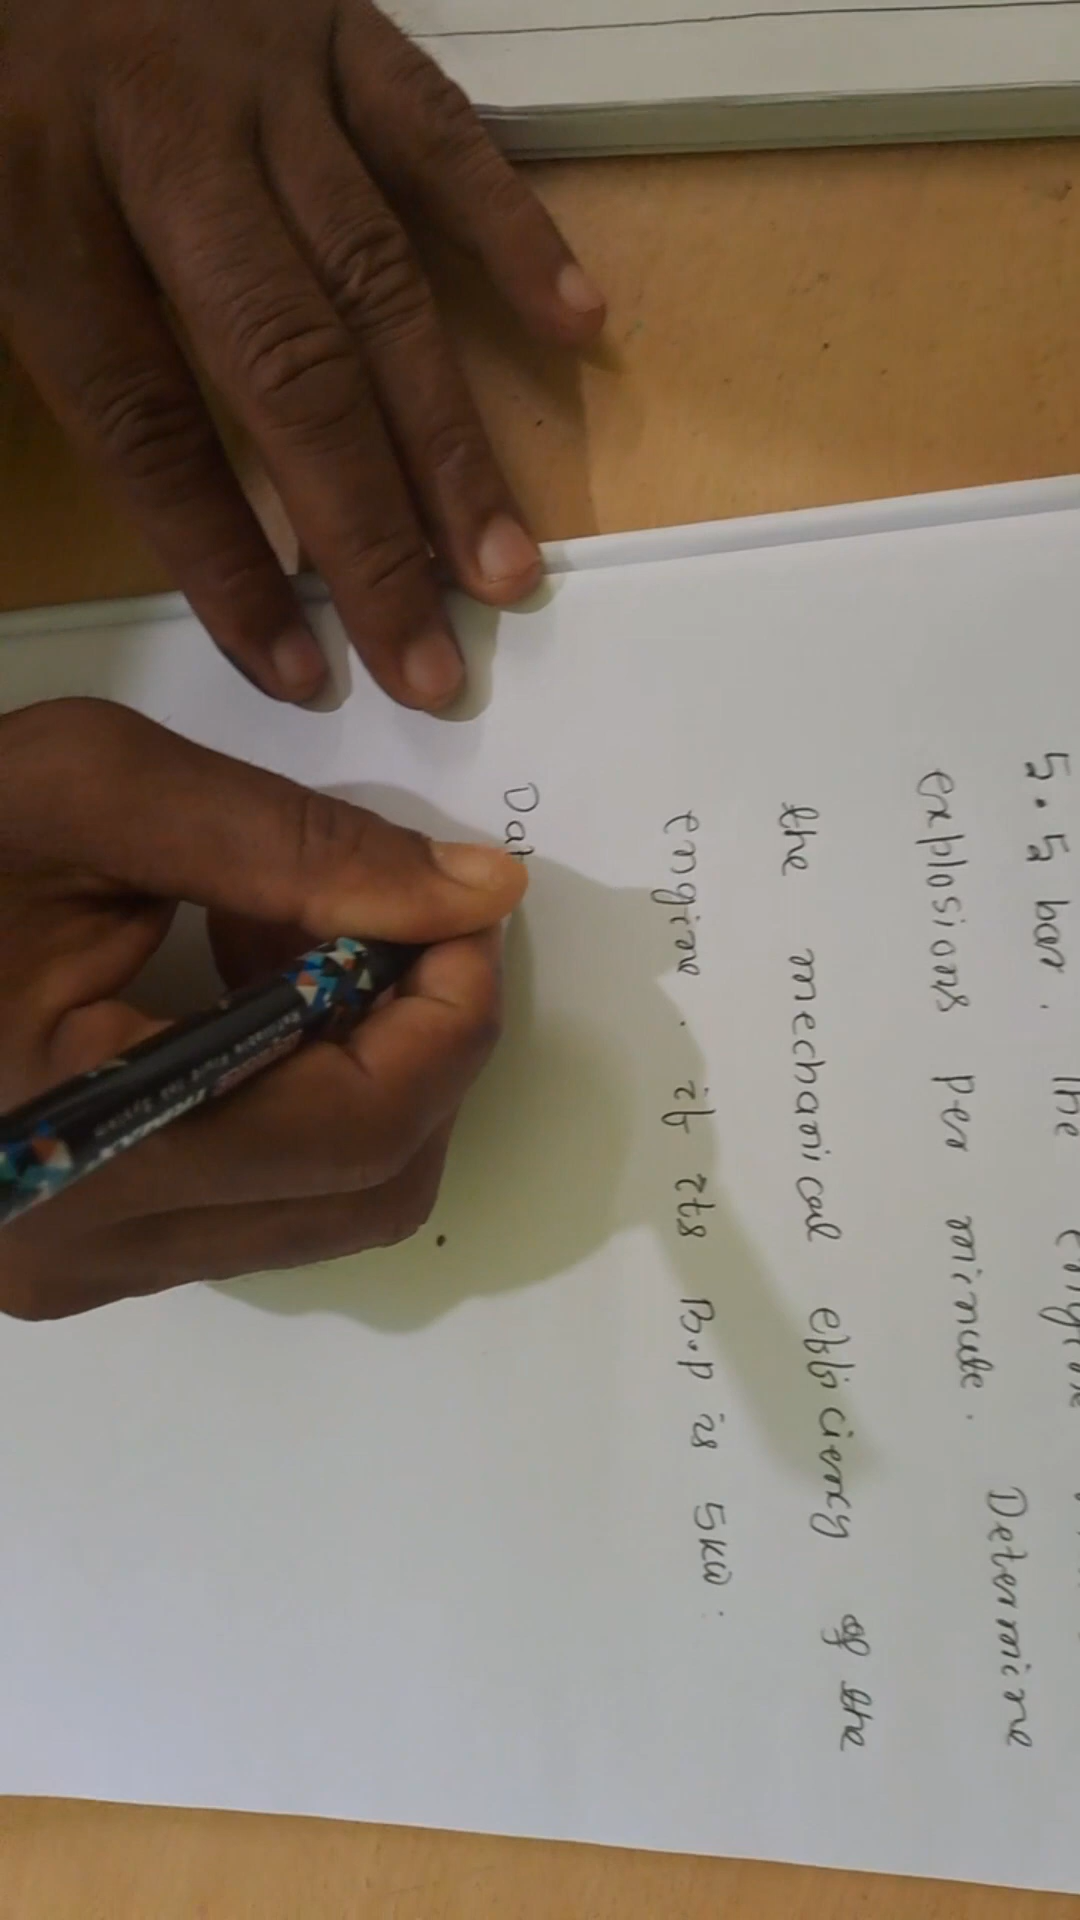 5.5 bar. The engine
explosions per minute. Determine
the mechanical efficiency of the
engine. if its B.P is 5kw:
Dat